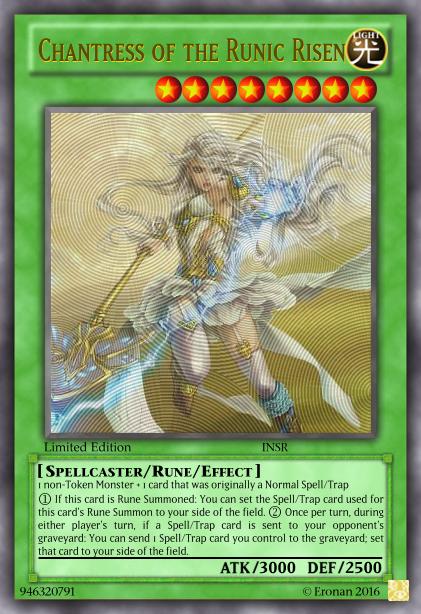 Chantress of the Runic Risen
LIGHT
光
Limited Edition INSR
[ Spellcaster/Rune/Effect ]
1 non-Token Monster + 1 card that was originally a Normal Spell/Trap
① If this card is Rune Summoned: You can set the Spell/Trap card used for
this card's Rune Summon to your side of the field. ② Once per turn, during
either player's turn, if a Spell/Trap card is sent to your opponent's
graveyard: You can send 1 Spell/Trap card you control to the graveyard; set
that card to your side of the field.
ATK/3000 DEF/2500
946320791 © Eronan 2016